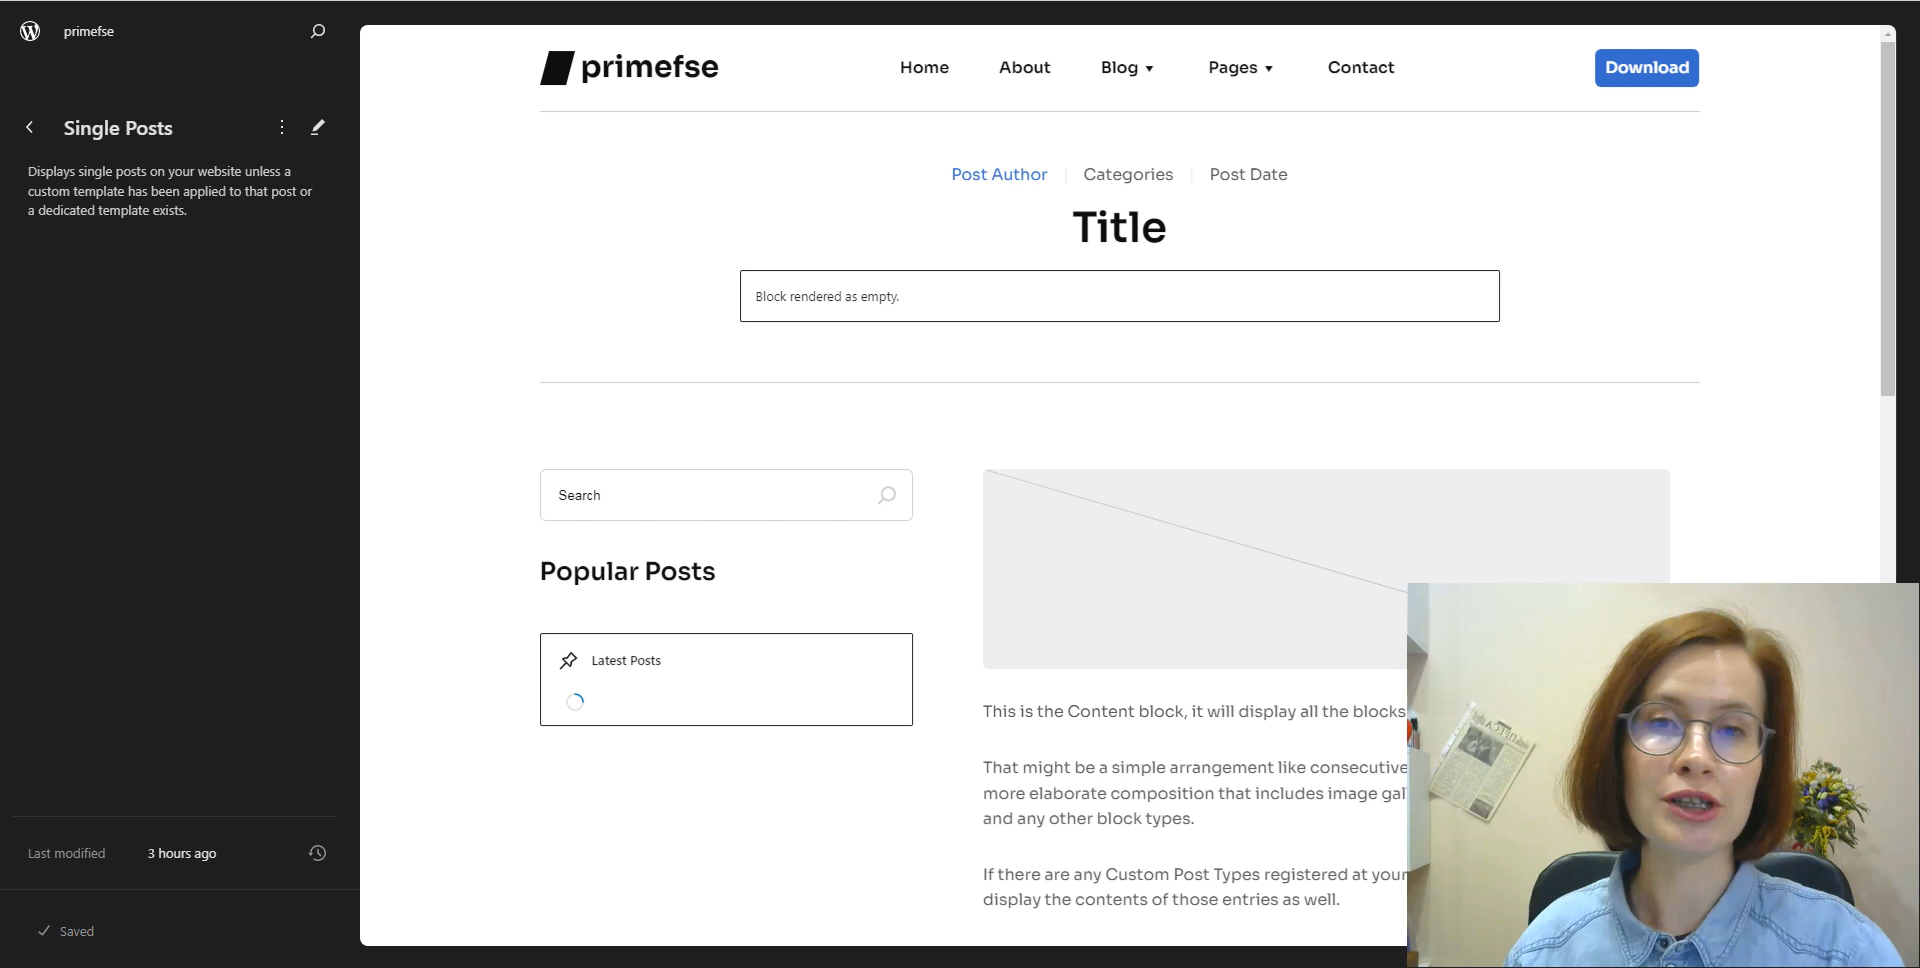 primefse
Single Posts
Displays single posts on your website unless a
custom template has been applied to that post or
a dedicated template exists.
Last modified 3 hours ago
Saved
primefse
Home About Blog Pages Contact
Download
Post Author Categories Post Date
Title
Block rendered as empty.
Search
Popular Posts
Latest Posts
This is the Content block, it will display all the blocks
That might be a simple arrangement like consecutive
more elaborate composition that includes image gal
and any other block types.
If there are any Custom Post Types registered at your
display the contents of those entries as well.